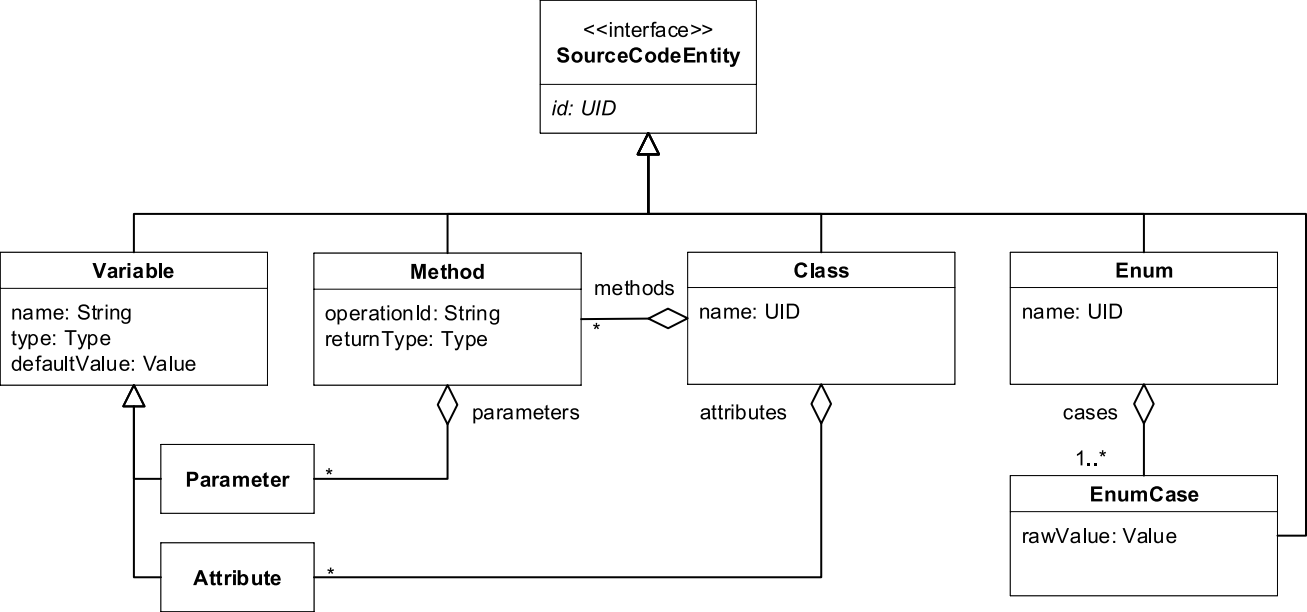 <<interface>>
SourceCodeEntity
id: UID
Variable
name: String
type: Type
defaultValue: Value
Method
operationId: String
returnType: Type
methods
*
Class
name: UID
Enum
name: UID
parameters
attributes
cases
1..*
Parameter
*
EnumCase
rawValue: Value
Attribute
*